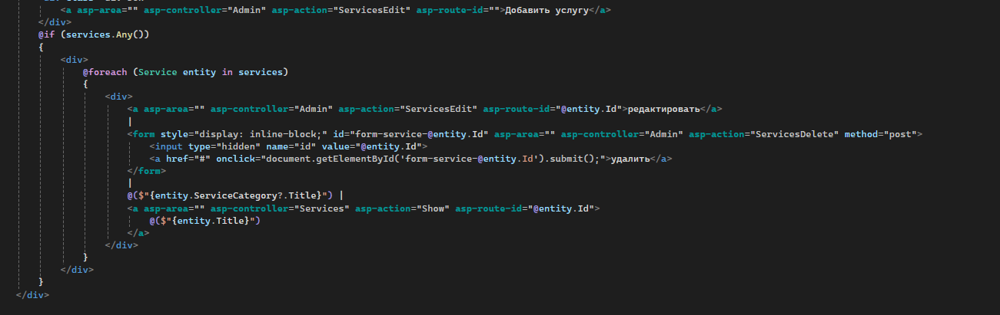 <a asp-area="" asp-controller="Admin" asp-action="ServicesEdit" asp-route-id="">Добавить услугу</a>
</div>
@if (services.Any())
{
<div>
@foreach (Service entity in services)
{
<div>
<a asp-area="" asp-controller="Admin" asp-action="ServicesEdit" asp-route-id="@entity.Id">редактировать</a>
|
<form style="display: inline-block;" id="form-service-@entity.Id" asp-area="" asp-controller="Admin" asp-action="ServicesDelete" method="post">
<input type="hidden" name="id" value="@entity.Id">
<a href="#" onclick="document.getElementById('form-service-@entity.Id').submit();">удалить</a>
</form>
|
@($"{entity.ServiceCategory?.Title}") |
<a asp-area="" asp-controller="Services" asp-action="Show" asp-route-id="@entity.Id">
@($"{entity.Title}")
</a>
</div>
}
</div>
}
</div>